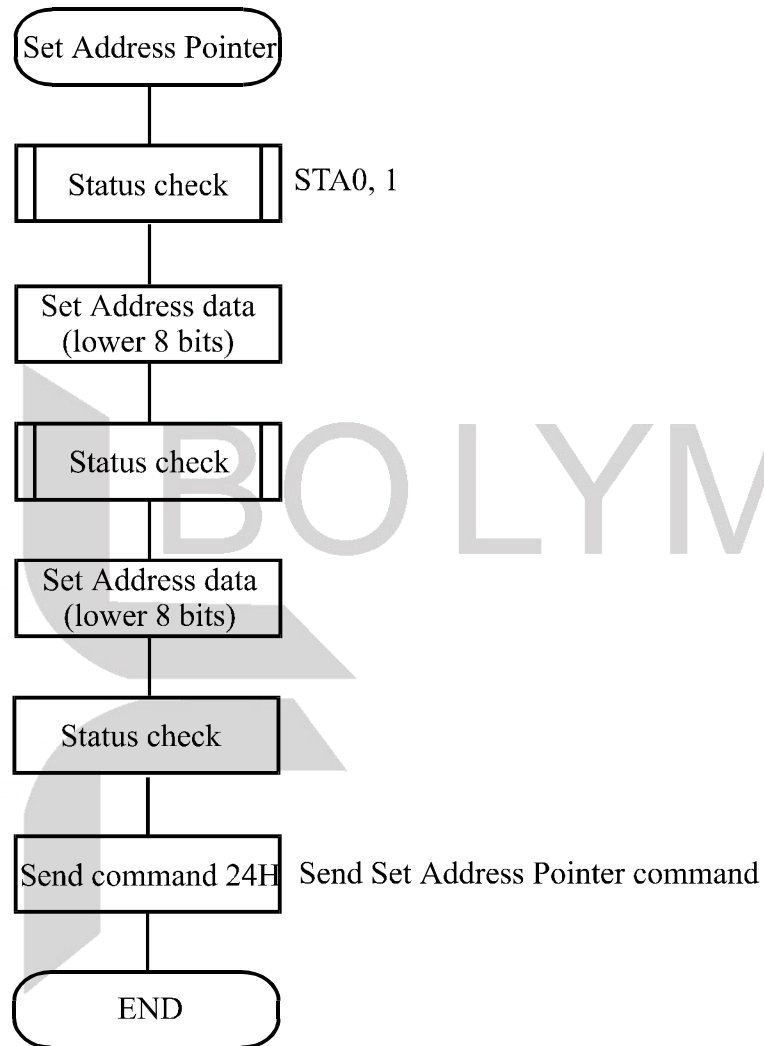 Set Address Pointer
Status check
STA0, 1
Set Address data
(lower 8 bits)
BOLYM
Status check
Set Address data
(lower 8 bits)
Status check
Send command 24H
Send Set Address Pointer command
END